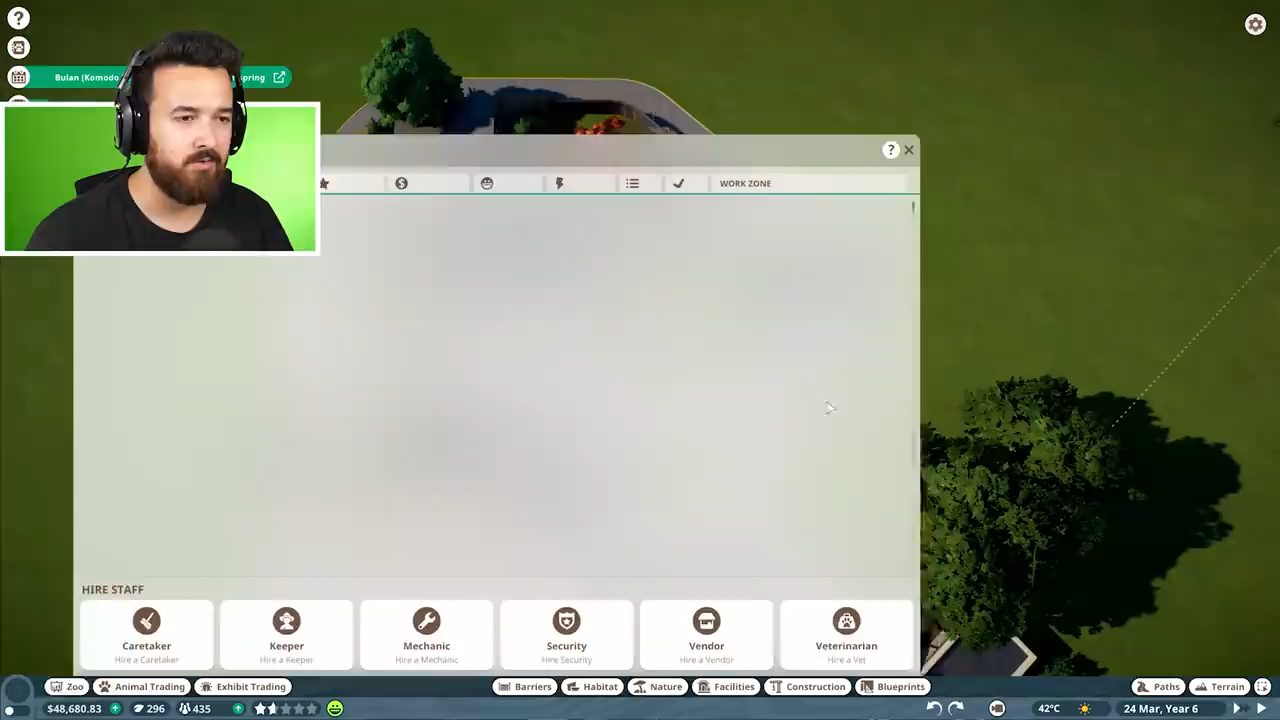 ?
Bulan (Komodo
spring
?
WORK ZONE
HIRE STAFF
Caretaker
Hire a Caretaker
Keeper
Hire a Keeper
Mechanic
Hire a Mechanic
Security
Hire Security
Vendor
Hire a Vendor
Veterinarian
Hire a Vet
Zoo
Animal Trading
Exhibit Trading
Barriers
Habitat
Nature
Facilities
Construction
Blueprints
Paths
Terrain
$48,680.83
296
435
42°C
24 Mar, Year 6